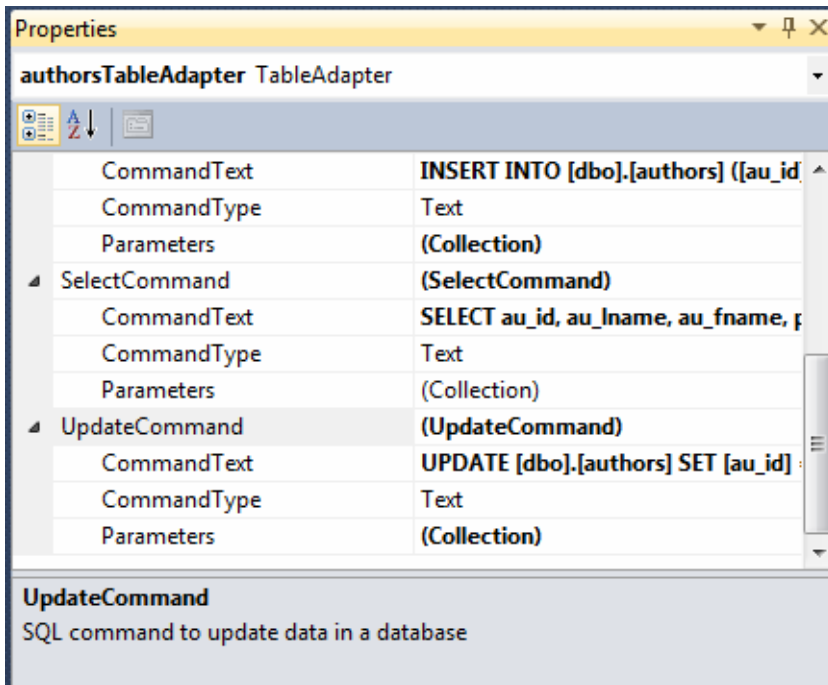 Properties
authorsTableAdapter TableAdapter
CommandText INSERT INTO [dbo].[authors] ([au_id]
CommandType Text
Parameters (Collection)
SelectCommand (SelectCommand)
CommandText SELECT au_id, au_lname, au_fname, p
CommandType Text
Parameters (Collection)
UpdateCommand (UpdateCommand)
CommandText UPDATE [dbo].[authors] SET [au_id] =
CommandType Text
Parameters (Collection)
UpdateCommand
SQL command to update data in a database